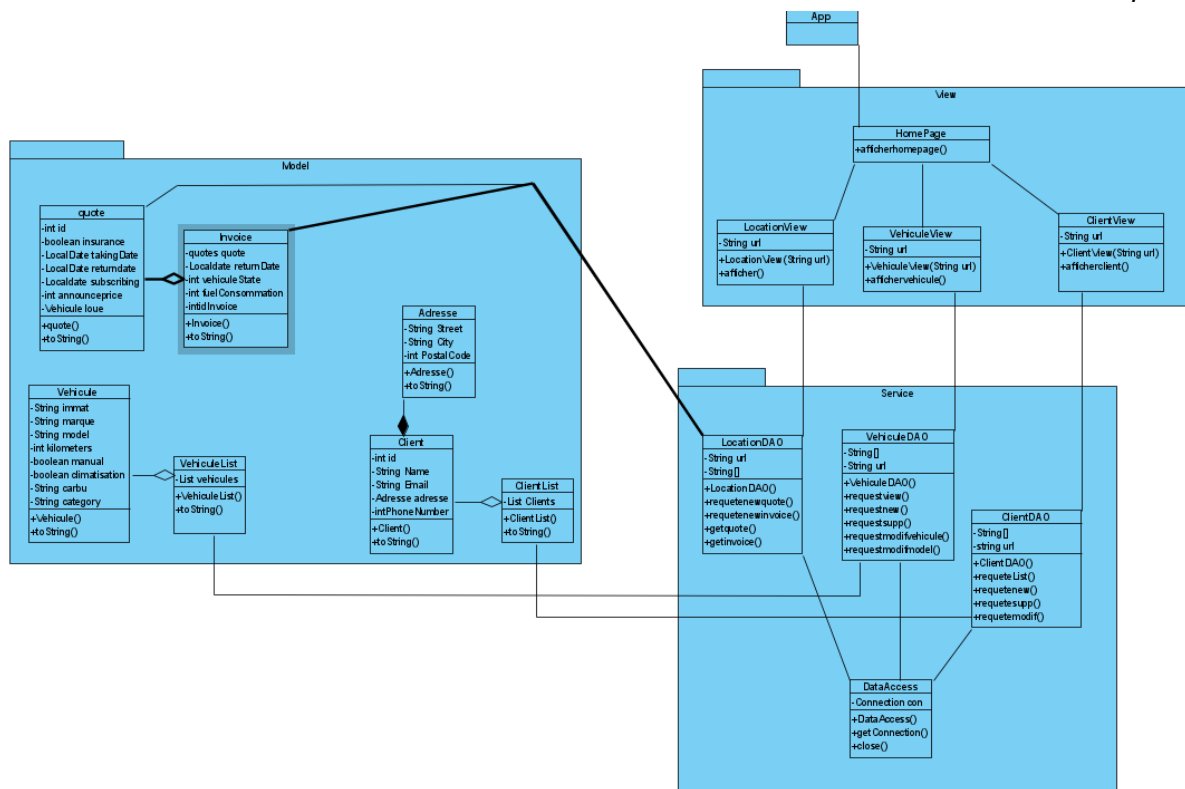 App
View
HomePage
+afficherhomepage()
LocationView
-String url
+LocationView(String url)
+afficher()
VehiculeView
-String url
+VehiculeView(String url)
+affichervehicule()
ClientView
-String url
+ClientView(String url)
+afficherclient()
Model
quote
-int id
-boolean insurance
-LocalDate takingDate
-LocalDate returndate
-Localdate subscribing
-int announceprice
-Vehicule loue
+quote()
+toString()
Invoice
-quotes quote
-Localdate returnDate
-int vehiculeState
-int fuelConsommation
-intidInvoice
+Invoice()
+toString()
Adresse
-String Street
-String City
-int PostalCode
+Adresse()
+toString()
Vehicule
-String immat
-String marque
-String model
-int kilometers
-boolean manual
-boolean climatisation
-String carbu
-String category
+Vehicule()
+toString()
VehiculeList
-List vehicules
+VehiculeList()
+toString()
Client
-int id
-String Name
-String Email
-Adresse adresse
-intPhoneNumber
+Client()
+toString()
ClientList
-List Clients
+ClientList()
+toString()
Service
LocationDAO
-String url
-String[]
+LocationDAO()
+requetenewquote()
+requetenewinvoice()
+getquote()
+getinvoice()
VehiculeDAO
-String[]
-String url
+VehiculeDAO()
+requestview()
+requestnew()
+requestsupp()
+requestmodifvehicule()
+requestmodifmodel()
ClientDAO
-String[]
-string url
+ClientDAO()
+requeteList()
+requetenew()
+requetesupp()
+requetemodif()
DataAccess
-Connection con
+DataAccess()
+getConnection()
+close()